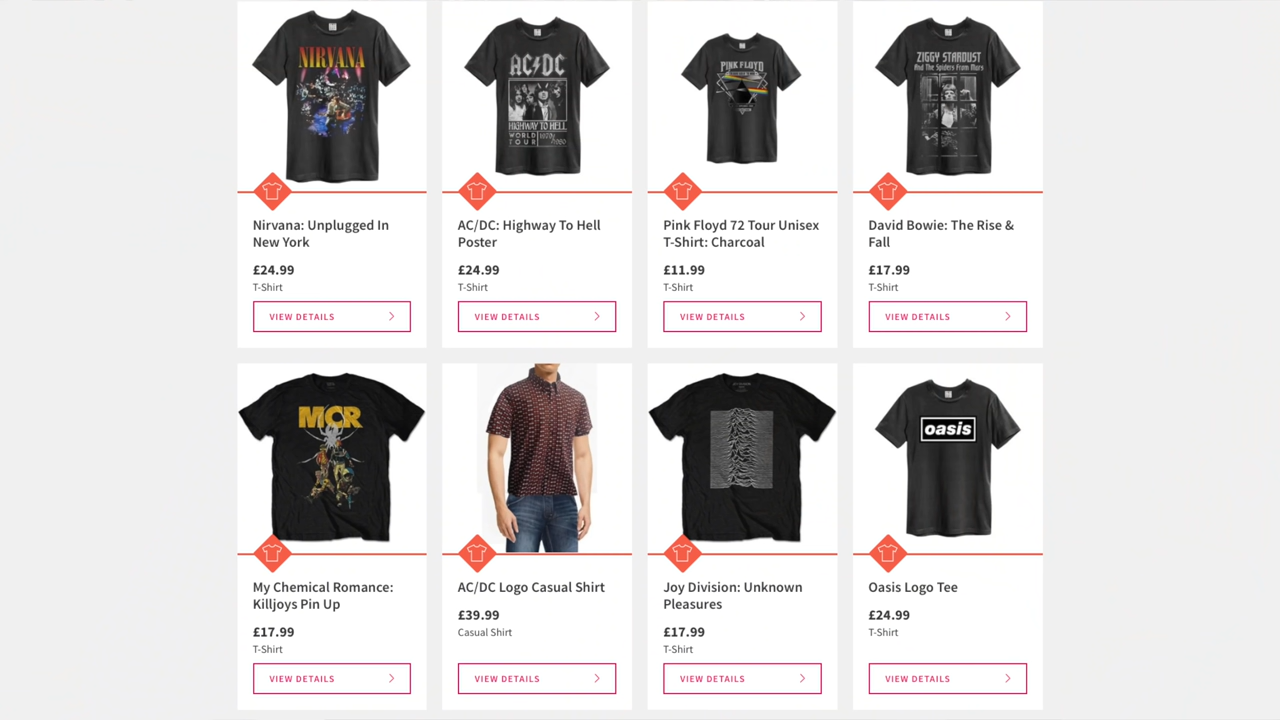 NIRVANA
AC/DC
HIGHWAY TO HELL
WORLD TOUR
PINK FLOYD
ZIGGY STARDUST
And The Spiders From Mars
Nirvana: Unplugged In
New York
£24.99
T-Shirt
VIEW DETAILS
AC/DC: Highway To Hell
Poster
£24.99
T-Shirt
VIEW DETAILS
Pink Floyd 72 Tour Unisex
T-Shirt: Charcoal
£11.99
T-Shirt
VIEW DETAILS
David Bowie: The Rise &
Fall
£17.99
T-Shirt
VIEW DETAILS
MCR
oasis
My Chemical Romance:
Killjoys Pin Up
£17.99
T-Shirt
VIEW DETAILS
AC/DC Logo Casual Shirt
£39.99
Casual Shirt
VIEW DETAILS
Joy Division: Unknown
Pleasures
£17.99
T-Shirt
VIEW DETAILS
Oasis Logo Tee
£24.99
T-Shirt
VIEW DETAILS